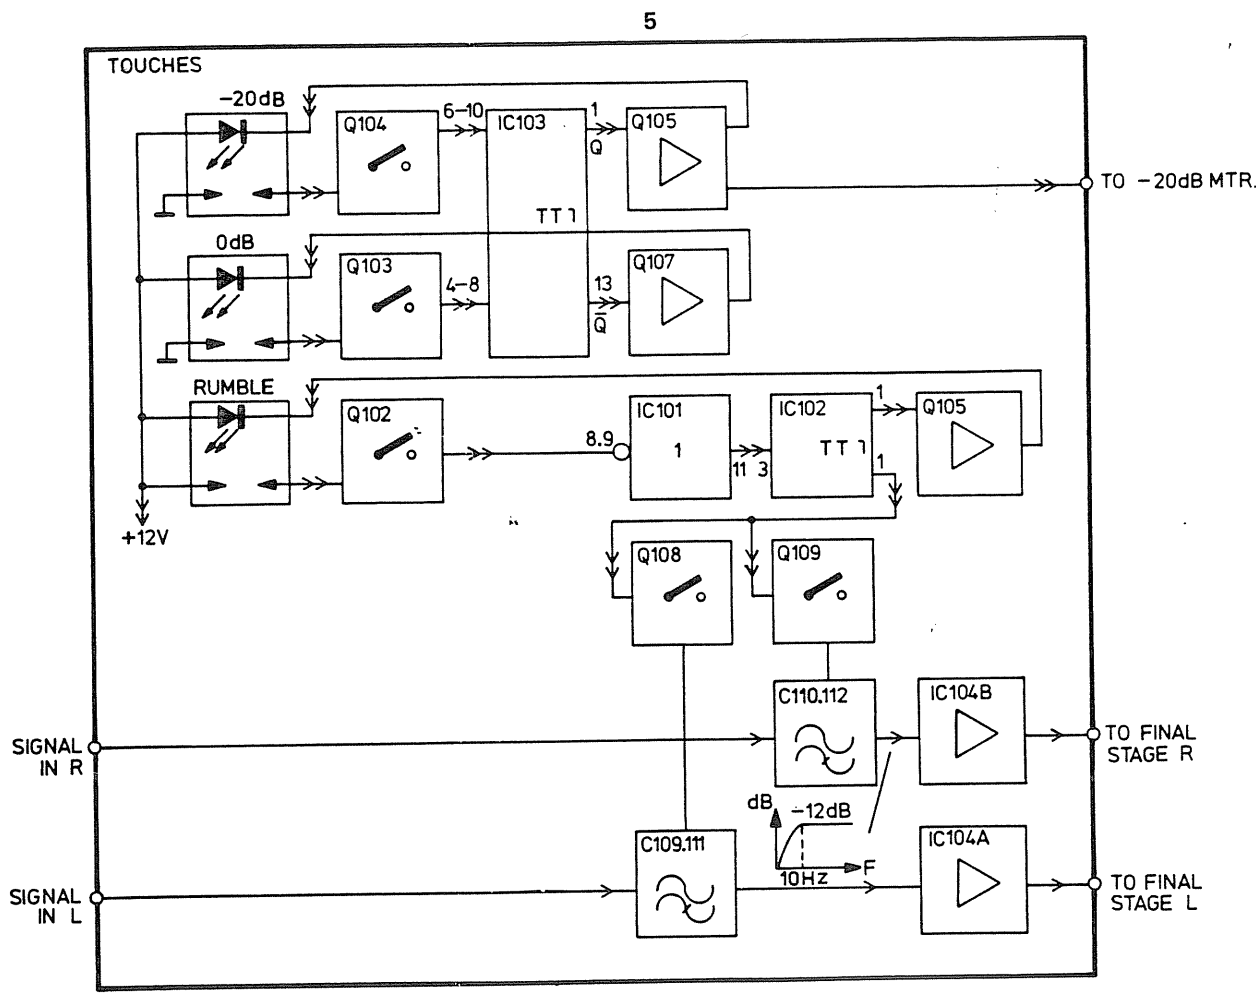 5
TOUCHES
-20dB
Q104
6-10
IC103
1
Q
Q105
TO -20dB MTR.
TT
0dB
Q103
4-8
13
Q̅
Q107
RUMBLE
Q102
8.9
IC101
1
11
3
IC102
TT
1
1
Q105
+12V
Q108
Q109
C110.112
IC104B
SIGNAL
IN R
TO FINAL
STAGE R
dB
-12dB
F
10Hz
C109.111
IC104A
SIGNAL
IN L
TO FINAL
STAGE L